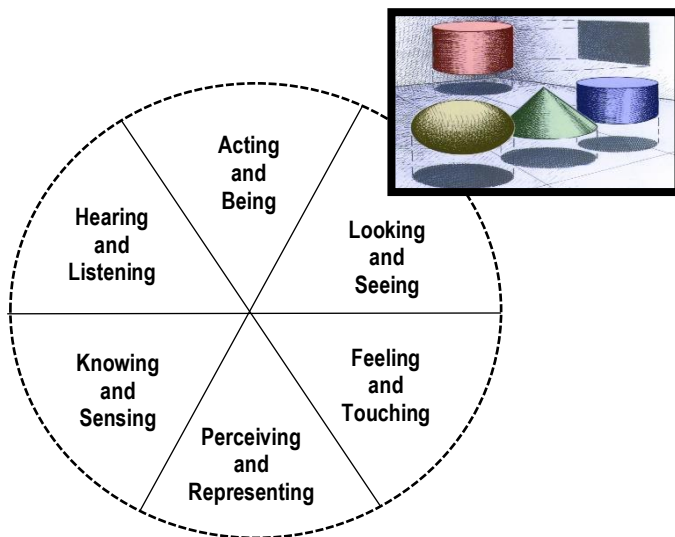 Acting
and
Being
Looking
and
Seeing
Feeling
and
Touching
Perceiving
and
Representing
Knowing
and
Sensing
Hearing
and
Listening